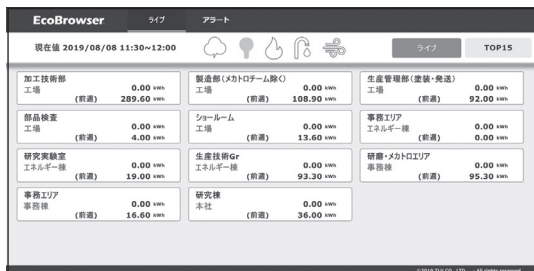 EcoBrowser ライブ アラート
現在値 2019/08/08 11:30~12:00 ライブ TOP15
加工技術部
工場 0.00 kWh
(前週) 289.60 kWh
製造部(メカトロチーム除く)
工場 0.00 kWh
(前週) 108.90 kWh
生産管理部(塗装・発送)
工場 0.00 kWh
(前週) 92.00 kWh
部品検査
工場 0.00 kWh
(前週) 4.00 kWh
ショールーム
工場 0.00 kWh
(前週) 13.60 kWh
事務エリア
エネルギー棟 0.00 kWh
(前週) 0.00 kWh
研究実験室
エネルギー棟 0.00 kWh
(前週) 19.00 kWh
生産技術Gr
エネルギー棟 0.00 kWh
(前週) 93.30 kWh
研磨・メカトロエリア
事務棟 0.00 kWh
(前週) 95.30 kWh
事務エリア
事務棟 0.00 kWh
(前週) 16.60 kWh
研究棟
本社 0.00 kWh
(前週) 36.00 kWh
©2019 TLV CO., LTD. - All rights reserved